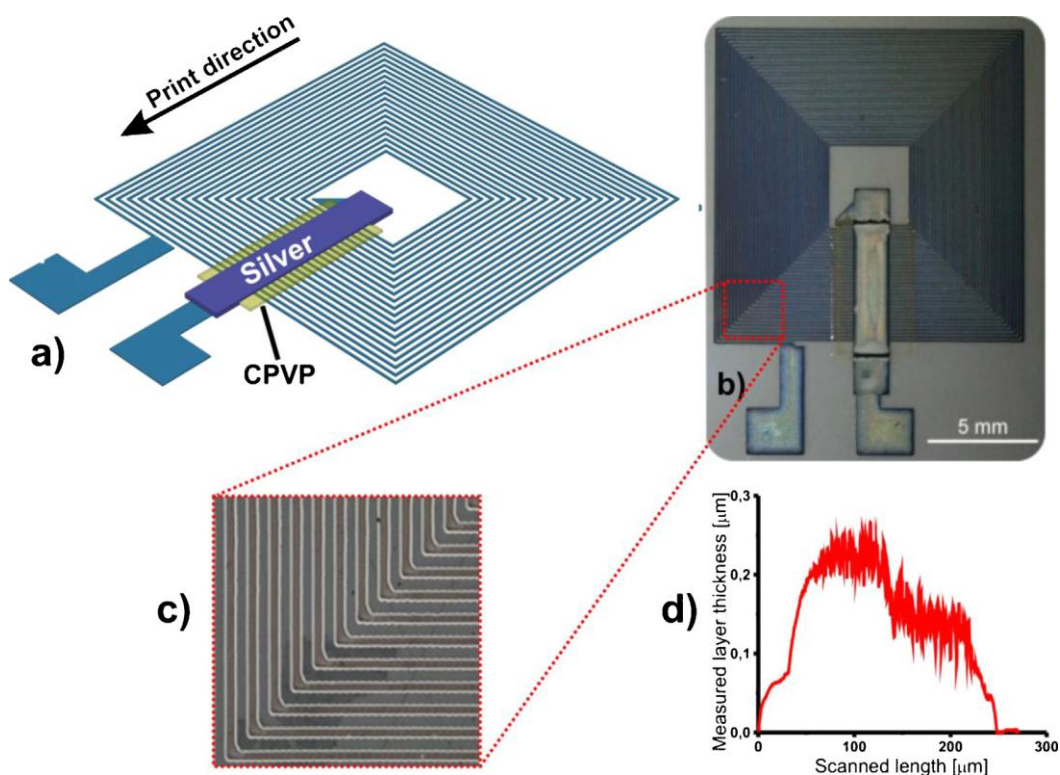 Print direction
Silver
a)
CPVP
b)
5 mm
c)
d)
Measured layer thickness [μm]
0,3
0,2
0,1
0,0
0
100
200
300
Scanned length [μm]